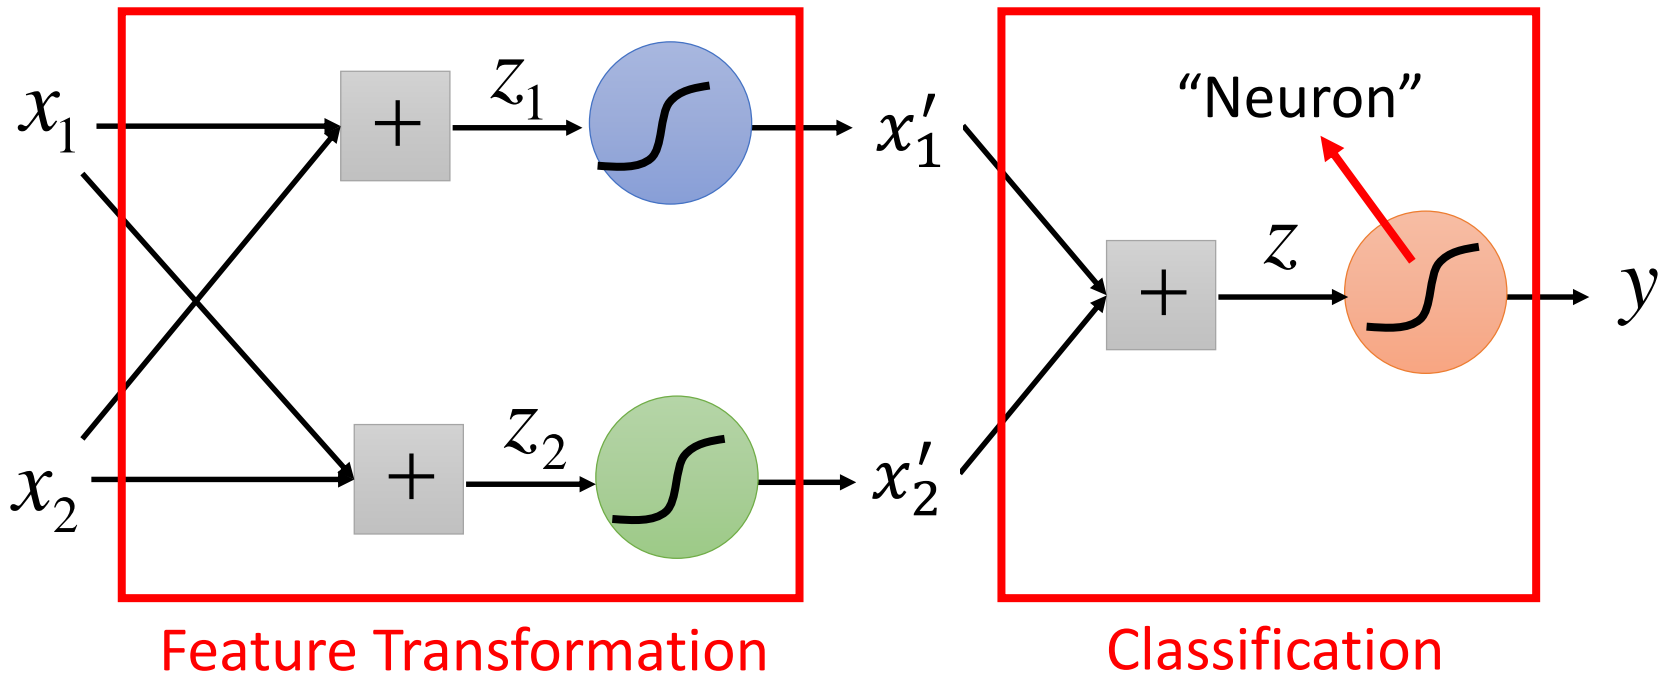 x₁
x₂
+
z₁
+
z₂
x′₁
x′₂
+
z
“Neuron”
y
Feature Transformation
Classification